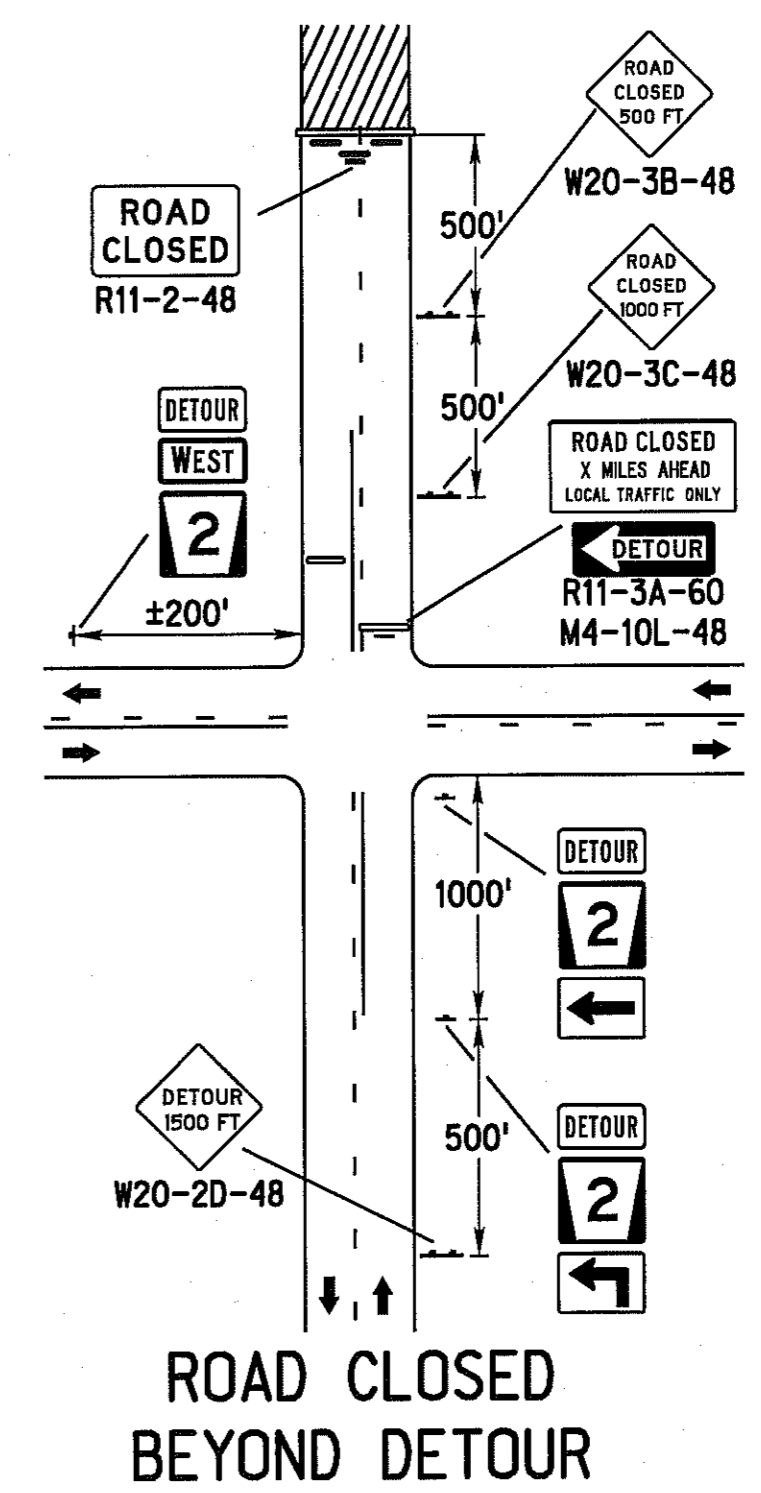 ROAD
CLOSED
500 FT
W20-3B-48
ROAD
CLOSED
R11-2-48
500'
ROAD
CLOSED
1000 FT
W20-3C-48
500'
DETOUR
WEST
2
±200'
ROAD CLOSED
X MILES AHEAD
LOCAL TRAFFIC ONLY
DETOUR
R11-3A-60
M4-10L-48
1000'
DETOUR
2
DETOUR
1500 FT
W20-2D-48
500'
DETOUR
2
ROAD CLOSED
BEYOND DETOUR